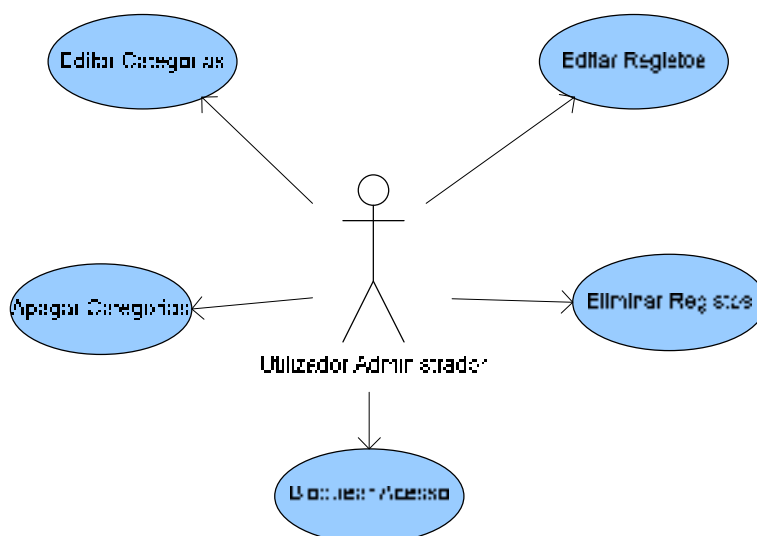 Editar Categorias
Editar Registos
Apagar Categorias
Eliminar Registos
Utilizador Administrador
Bloquear Acesso